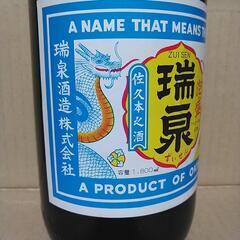 A NAME THAT MEANS
瑞泉酒造株式会社
佐久本之酒
ZUISEN
瑞泉
容量1,800ml
A PRODUCT OF